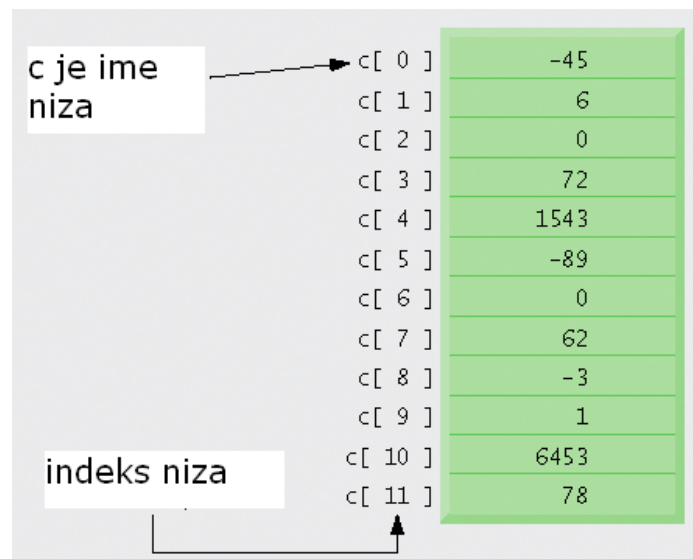 c je ime
niza
c[ 0 ] -45
c[ 1 ] 6
c[ 2 ] 0
c[ 3 ] 72
c[ 4 ] 1543
c[ 5 ] -89
c[ 6 ] 0
c[ 7 ] 62
c[ 8 ] -3
c[ 9 ] 1
c[ 10 ] 6453
c[ 11 ] 78
indeks niza